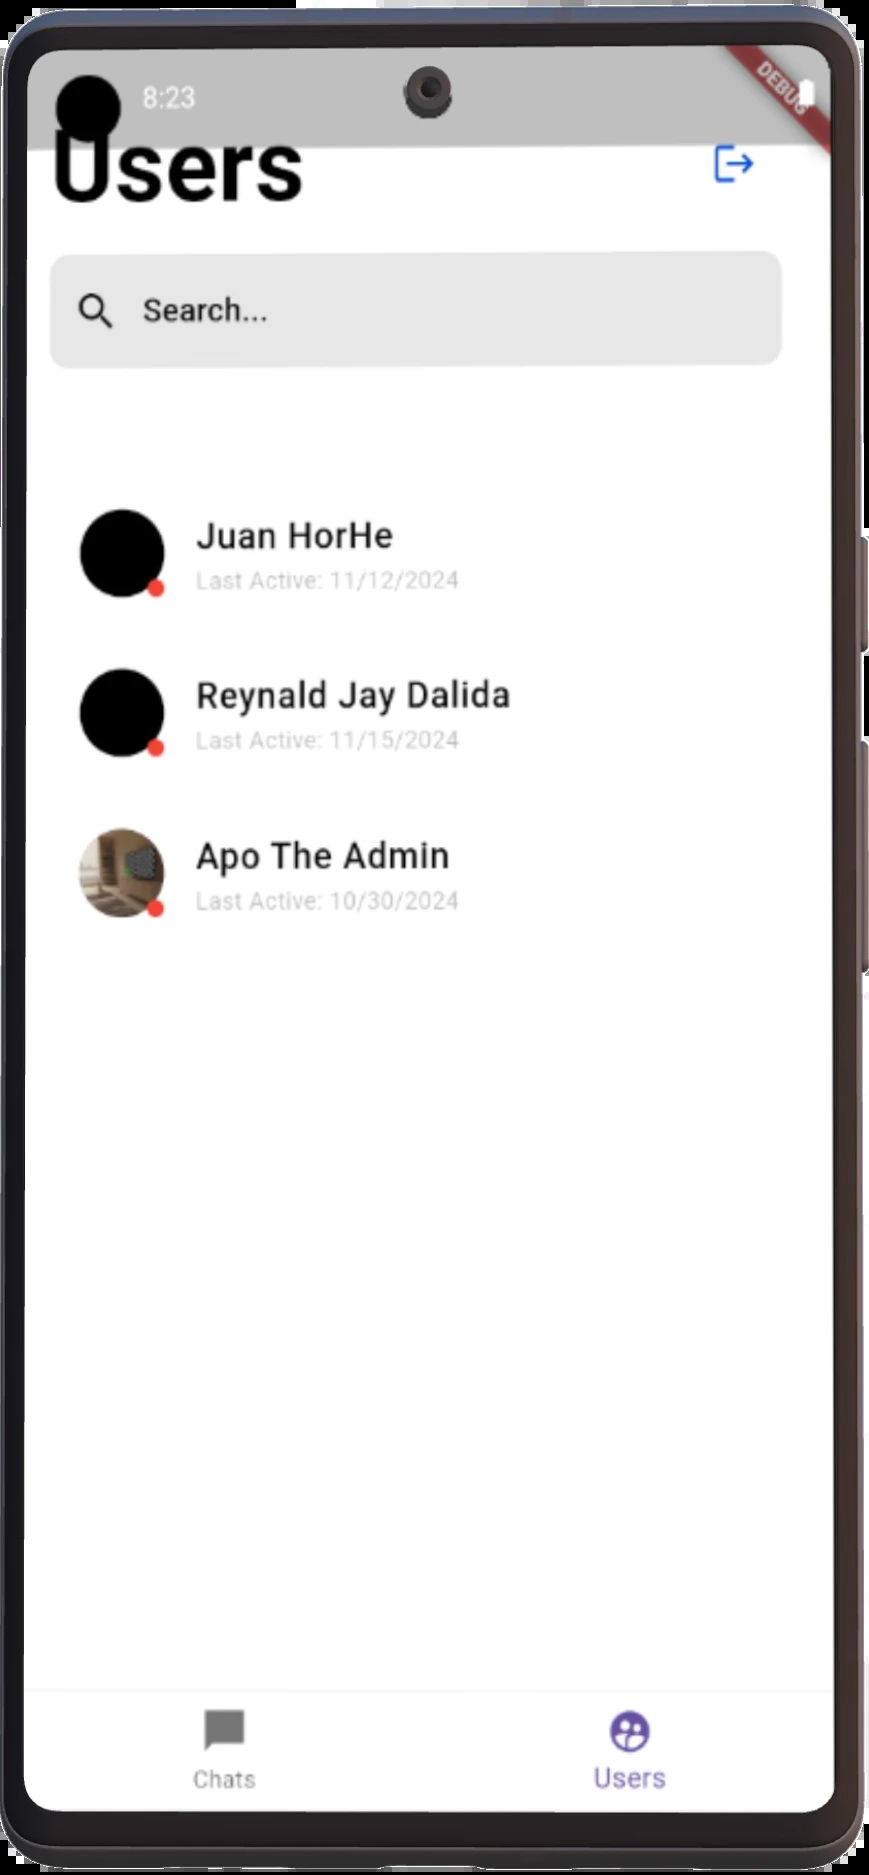 8:23
DEBUG
Users
Search...
Juan HorHe
Last Active: 11/12/2024
Reynald Jay Dalida
Last Active: 11/15/2024
Apo The Admin
Last Active: 10/30/2024
Chats
Users